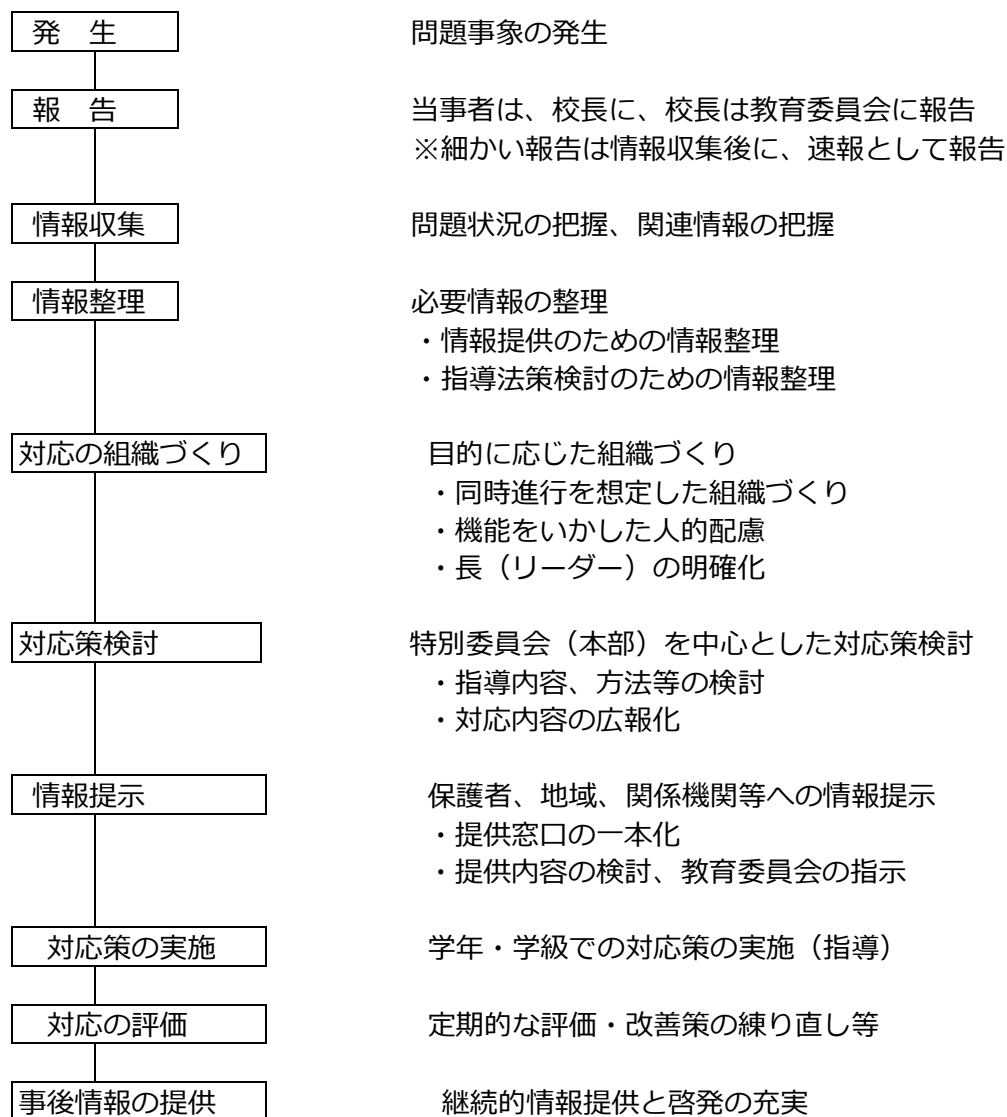 発　生　問題事象の発生
報　告　当事者は、校長に、校長は教育委員会に報告
※細かい報告は情報収集後に、速報として報告
情報収集　問題状況の把握、関連情報の把握
情報整理　必要情報の整理
・情報提供のための情報整理
・指導法策検討のための情報整理
対応の組織づくり　目的に応じた組織づくり
・同時進行を想定した組織づくり
・機能をいかした人的配慮
・長（リーダー）の明確化
対応策検討　特別委員会（本部）を中心とした対応策検討
・指導内容、方法等の検討
・対応内容の広報化
情報提示　保護者、地域、関係機関等への情報提示
・提供窓口の一本化
・提供内容の検討、教育委員会の指示
対応策の実施　学年・学級での対応策の実施（指導）
対応の評価　定期的な評価・改善策の練り直し等
事後情報の提供　継続的情報提供と啓発の充実